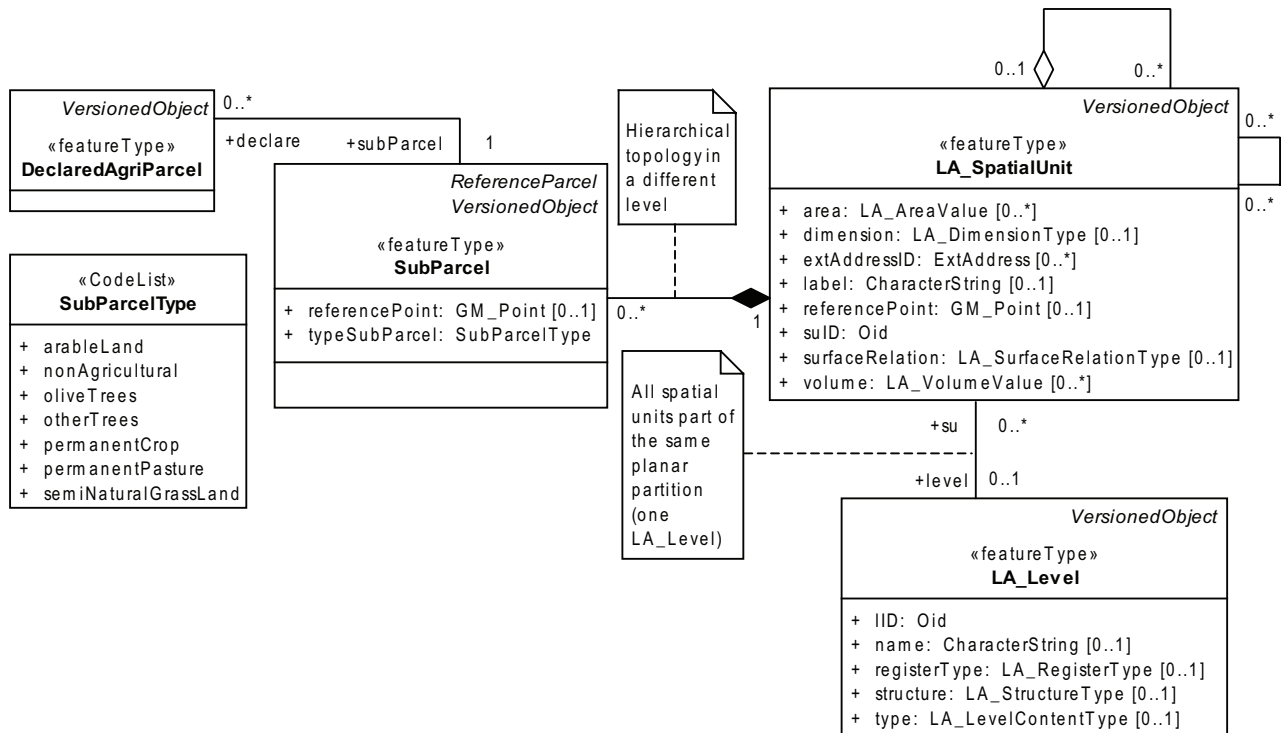 VersionedObject
«featureType»
DeclaredAgriParcel
0..*
+declare
+subParcel
1
«CodeList»
SubParcelType
+ arableLand
+ nonAgricultural
+ oliveTrees
+ otherTrees
+ permanentCrop
+ permanentPasture
+ semiNaturalGrassLand
ReferenceParcel
VersionedObject
«featureType»
SubParcel
+ referencePoint: GM_Point [0..1]
+ typeSubParcel: SubParcelType
Hierarchical
topology in
a different
level
0..*
1
0..1
0..*
VersionedObject
«featureType»
LA_SpatialUnit
+ area: LA_AreaValue [0..*]
+ dimension: LA_DimensionType [0..1]
+ extAddressID: ExtAddress [0..*]
+ label: CharacterString [0..1]
+ referencePoint: GM_Point [0..1]
+ suID: Oid
+ surfaceRelation: LA_SurfaceRelationType [0..1]
+ volume: LA_VolumeValue [0..*]
0..*
0..*
All spatial
units part of
the same
planar
partition
(one
LA_Level)
+su
0..*
+level
0..1
VersionedObject
«featureType»
LA_Level
+ lID: Oid
+ name: CharacterString [0..1]
+ registerType: LA_RegisterType [0..1]
+ structure: LA_StructureType [0..1]
+ type: LA_LevelContentType [0..1]